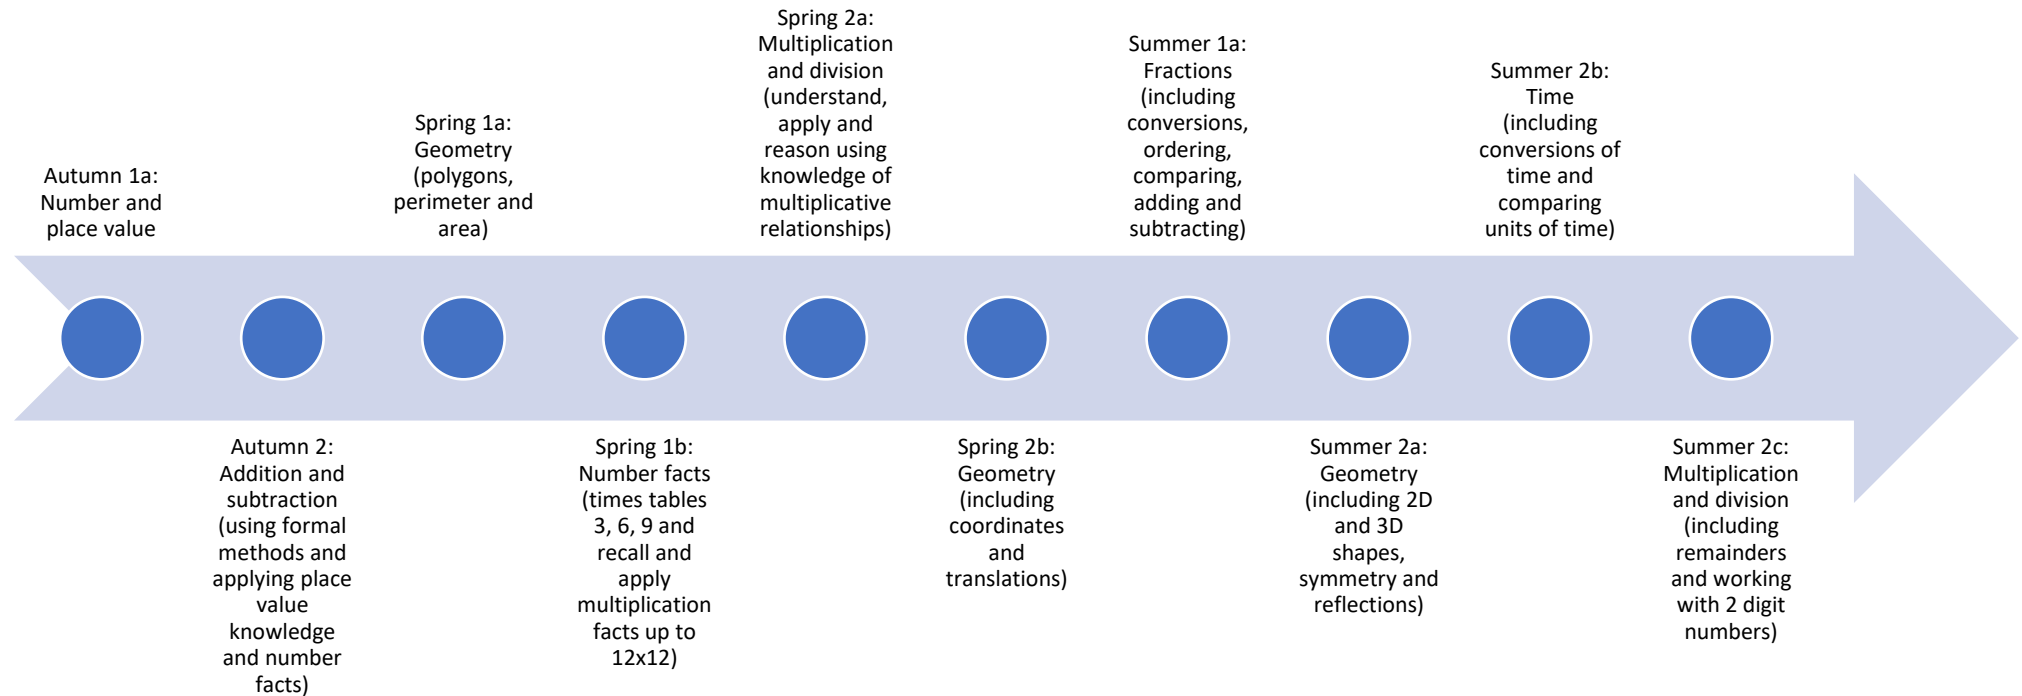 Autumn 1a:
Number and
place value
Autumn 2:
Addition and
subtraction
(using formal
methods and
applying place
value
knowledge
and number
facts)
Spring 1a:
Geometry
(polygons,
perimeter and
area)
Spring 1b:
Number facts
(times tables
3, 6, 9 and
recall and
apply
multiplication
facts up to
12x12)
Spring 2a:
Multiplication
and division
(understand,
apply and
reason using
knowledge of
multiplicative
relationships)
Spring 2b:
Geometry
(including
coordinates
and
translations)
Summer 1a:
Fractions
(including
conversions,
ordering,
comparing,
adding and
subtracting)
Summer 2a:
Geometry
(including 2D
and 3D
shapes,
symmetry and
reflections)
Summer 2b:
Time
(including
conversions of
time and
comparing
units of time)
Summer 2c:
Multiplication
and division
(including
remainders
and working
with 2 digit
numbers)